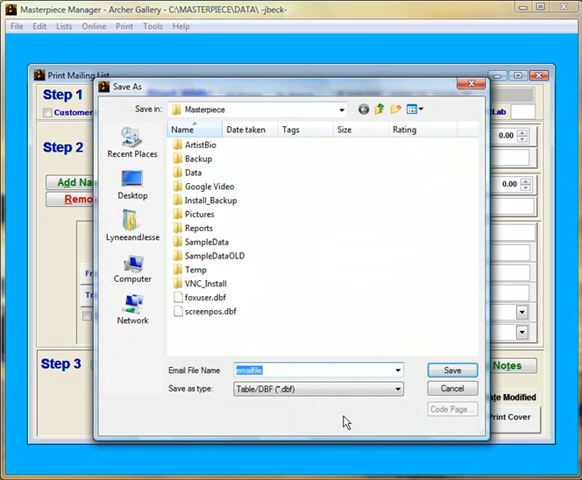 Masterpiece Manager - Archer Gallery - C:\MASTERPIECE\DATA\ -jbeck-
File Edit Lists Online Print Tools Help
Print Mailing List
Step 1
Customer
Lab
Step 2
0.00
Add Na
0.00
Remo
Step 3
Notes
te Modified
Print Cover
Save As
Save in: Masterpiece
Name Date taken Tags Size Rating
Recent Places
Desktop
LyneeandJesse
Computer
Network
ArtistBio
Backup
Data
Google Video
Install_Backup
Pictures
Reports
SampleData
SampleDataOLD
Temp
VNC_Install
foxuser.dbf
screenpos.dbf
Email File Name emailfile Save
Save as type: Table/DBF (*.dbf) Cancel
Code Page...